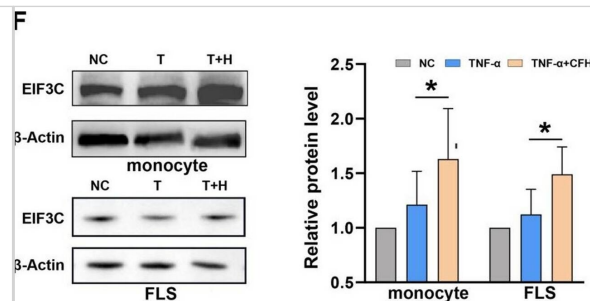 F
NC T T+H
EIF3C
β-Actin
monocyte
NC T T+H
EIF3C
β-Actin
FLS
NC TNF-α TNF-α+CFH
Relative protein level
2.5
2.0
1.5
1.0
0.5
* *
monocyte FLS